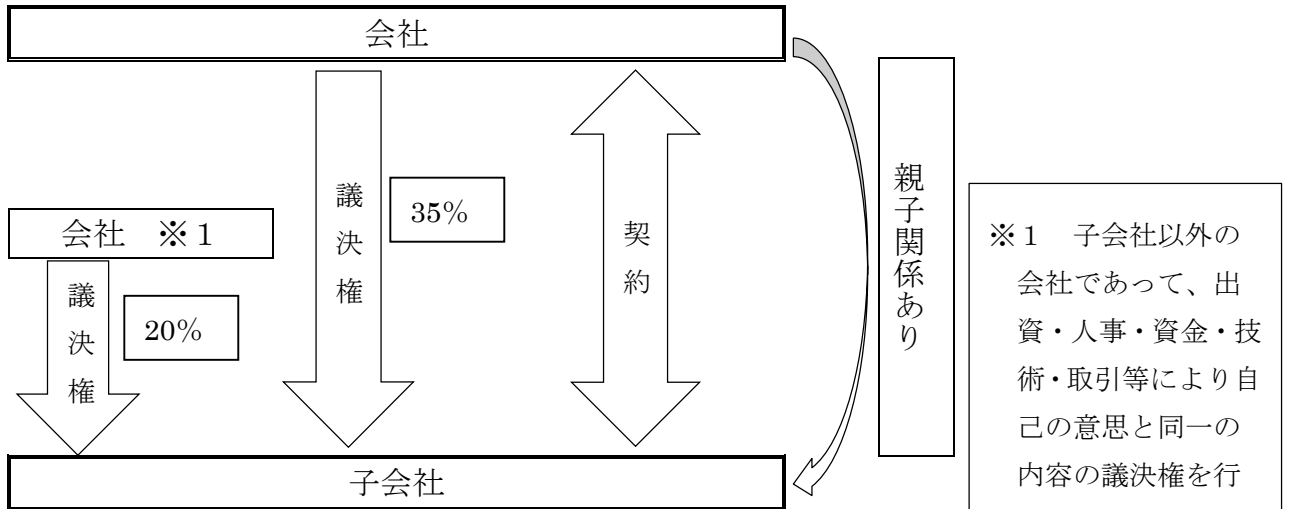 会社
議決権
35%
契約
親子関係あり
会社　※１
議決権
20%
子会社
※１　子会社以外の
会社であって、出
資・人事・資金・技
術・取引等により自
己の意思と同一の
内容の議決権を行